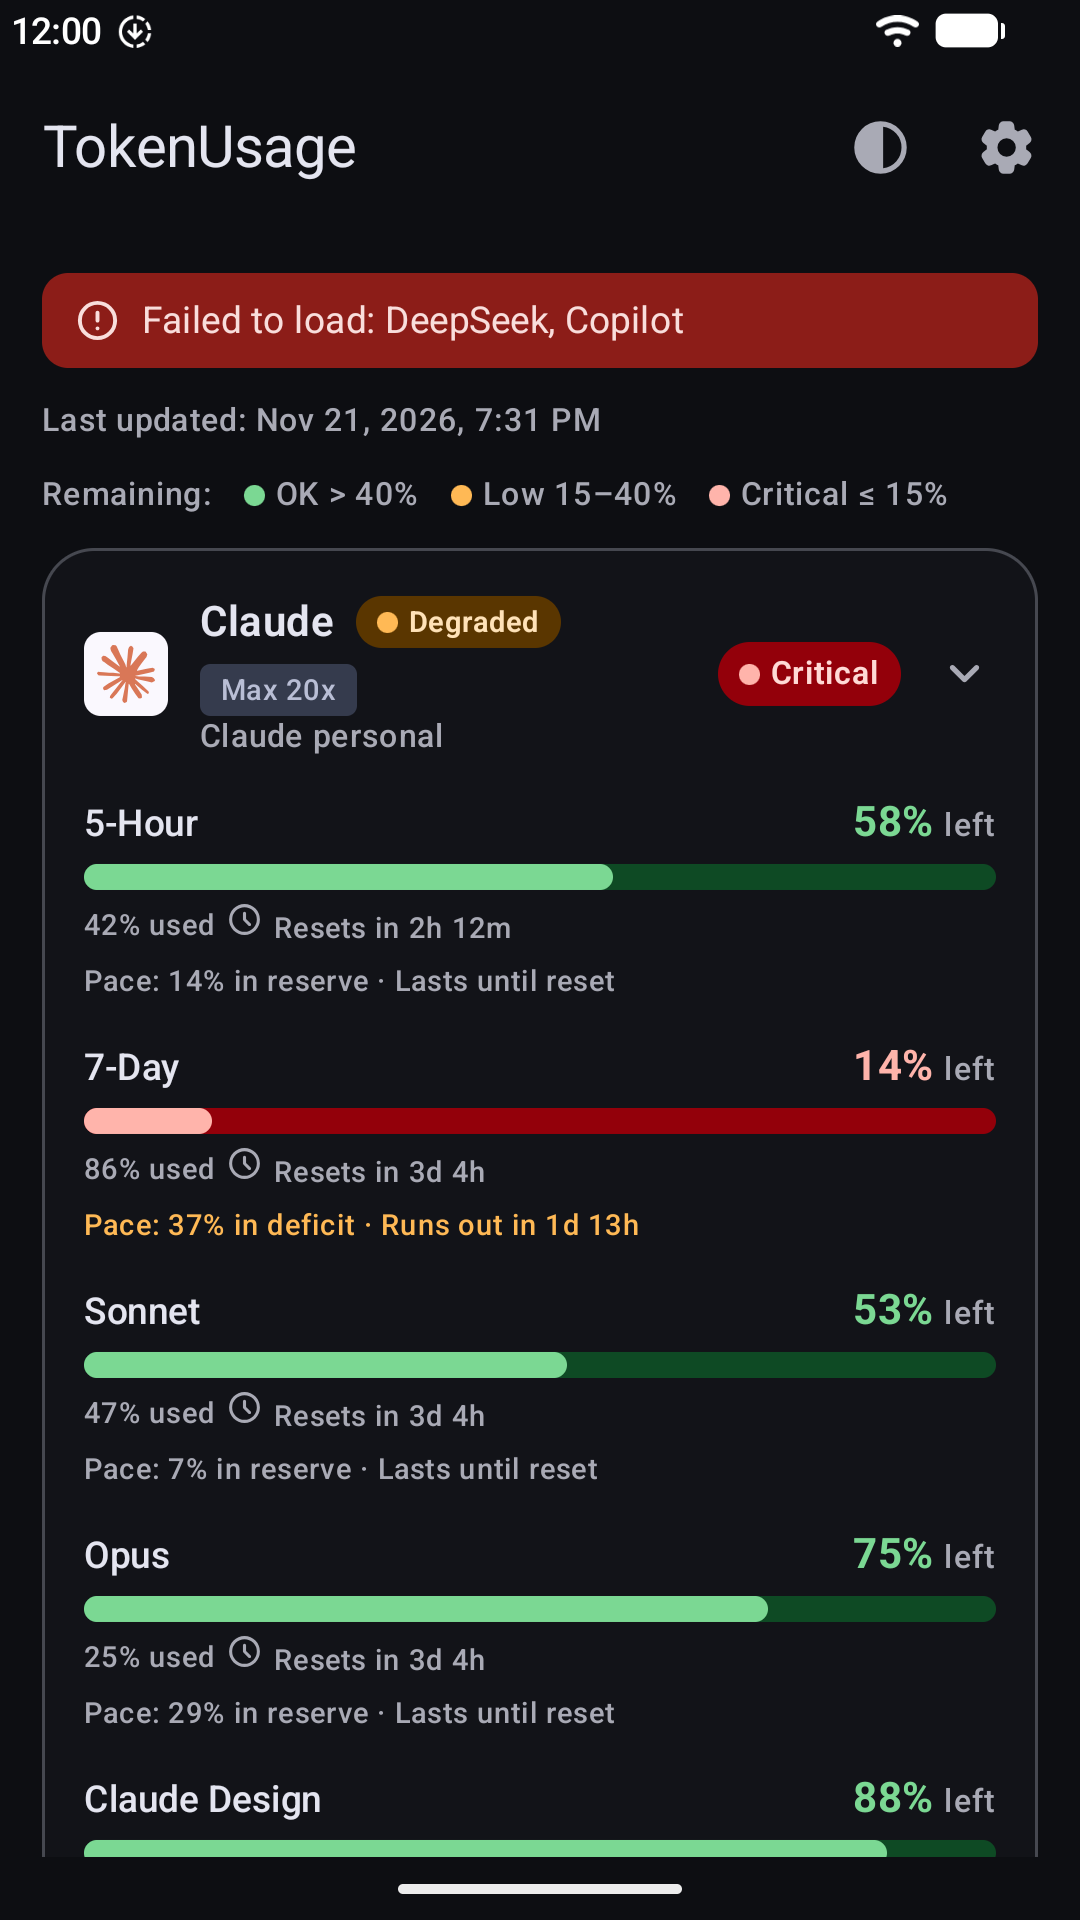 12:00
TokenUsage
Failed to load: DeepSeek, Copilot
Last updated: Nov 21, 2026, 7:31 PM
Remaining: OK > 40% Low 15–40% Critical ≤ 15%
Claude Degraded
Max 20x
Critical
Claude personal
5-Hour 58% left
42% used Resets in 2h 12m
Pace: 14% in reserve · Lasts until reset
7-Day 14% left
86% used Resets in 3d 4h
Pace: 37% in deficit · Runs out in 1d 13h
Sonnet 53% left
47% used Resets in 3d 4h
Pace: 7% in reserve · Lasts until reset
Opus 75% left
25% used Resets in 3d 4h
Pace: 29% in reserve · Lasts until reset
Claude Design 88% left